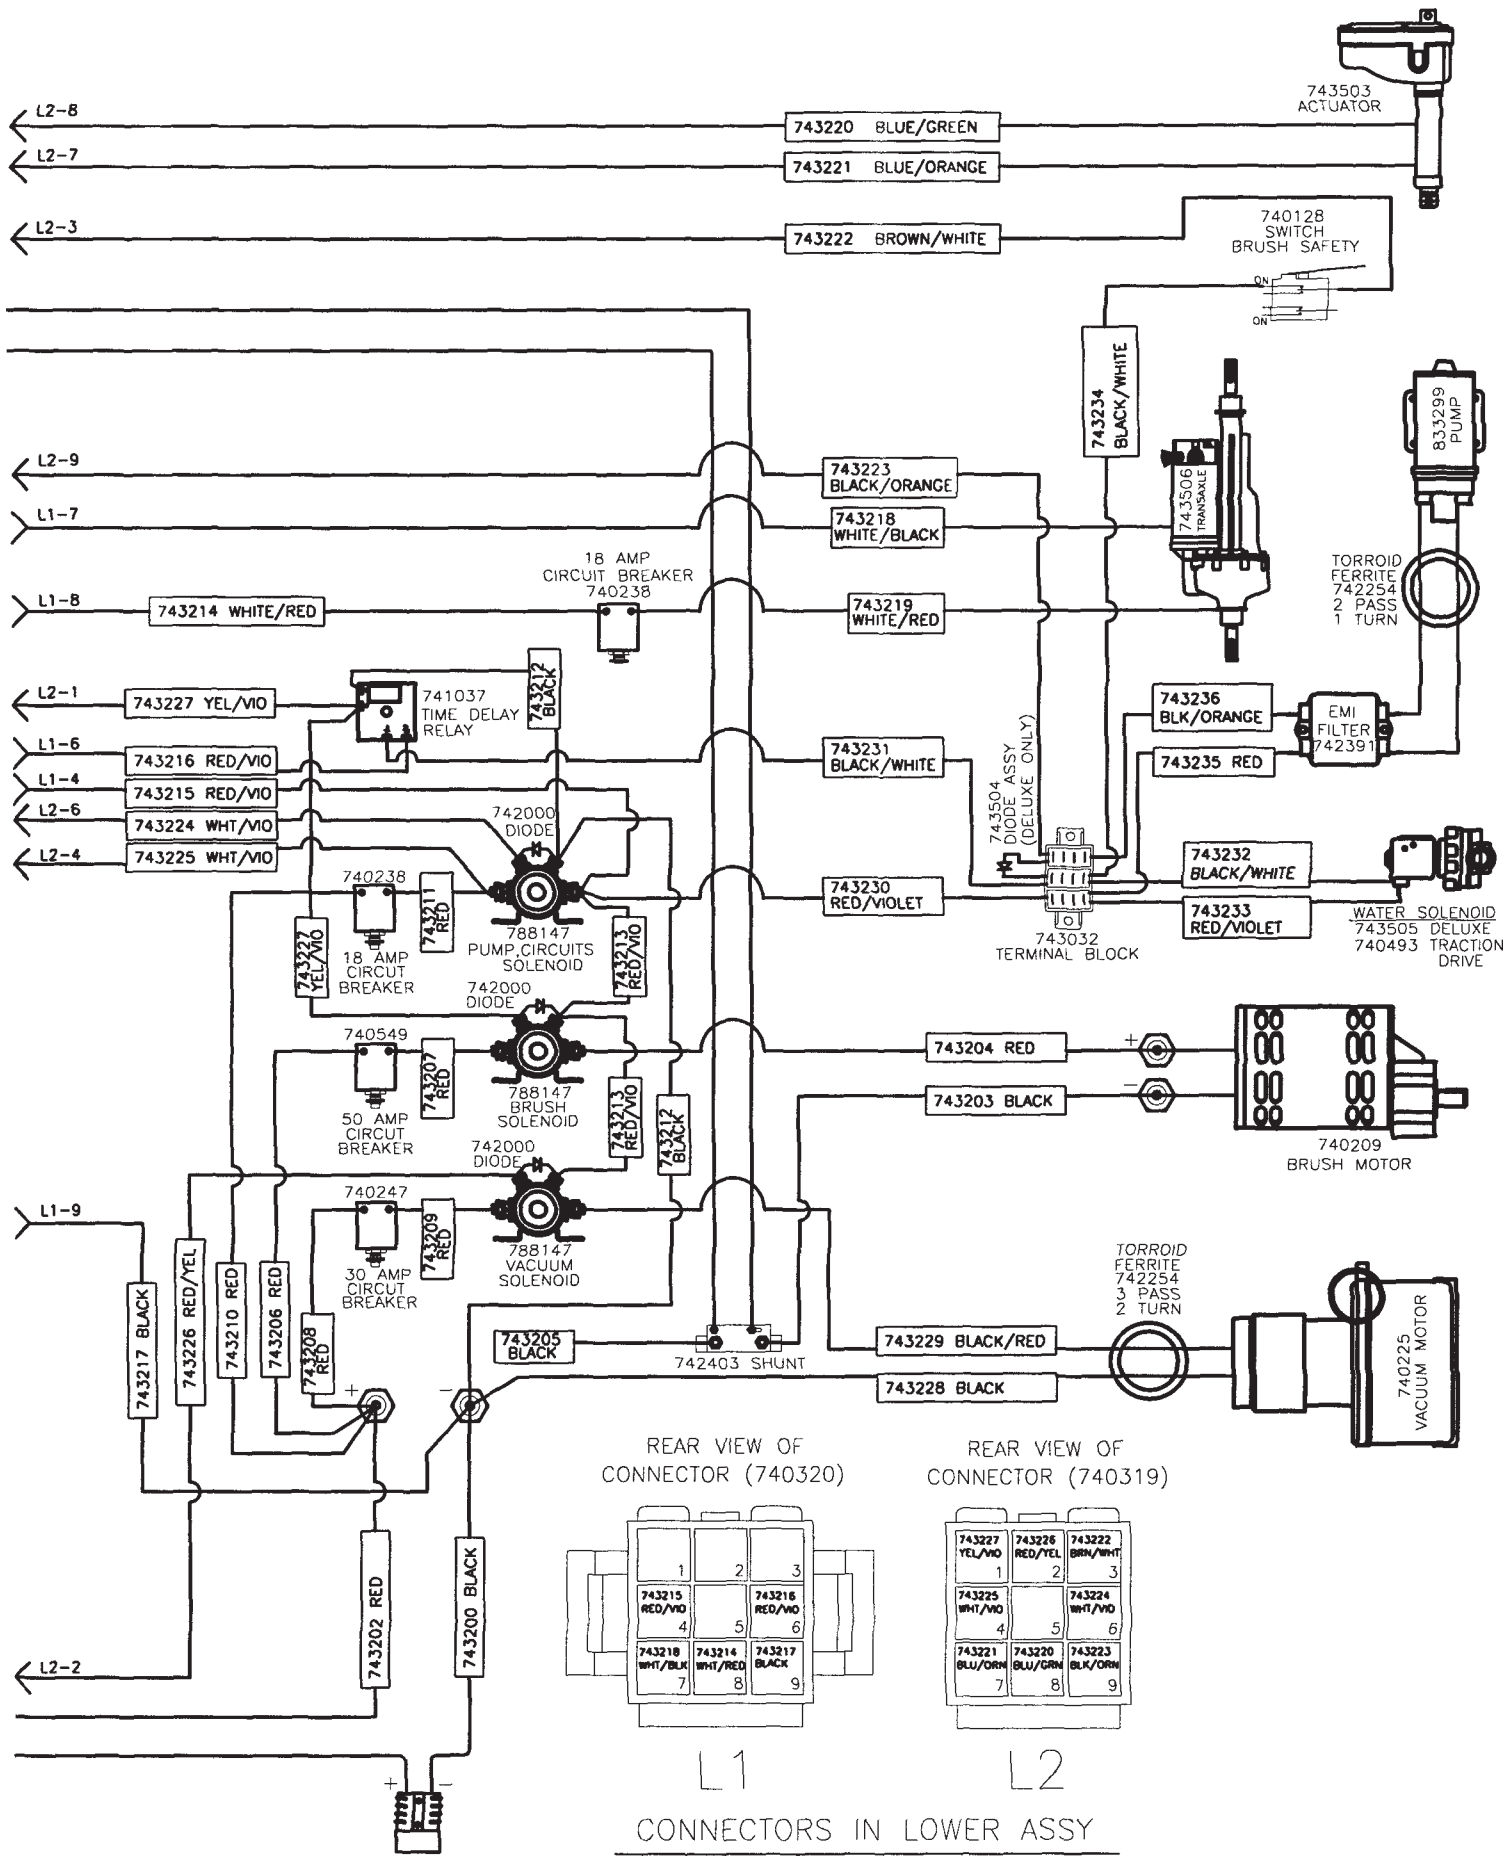 743503
ACTUATOR
L2-8
743220 BLUE/GREEN
L2-7
743221 BLUE/ORANGE
L2-3
743222 BROWN/WHITE
740128
SWITCH
BRUSH SAFETY
ON
ON
743234
BLACK/WHITE
833299
PUMP
L2-9
743223
BLACK/ORANGE
743506
TRANSAXLE
L1-7
743218
WHITE/BLACK
18 AMP
CIRCUIT BREAKER
740238
TORROID
FERRITE
742254
2 PASS
1 TURN
L1-8
743214 WHITE/RED
743219
WHITE/RED
743212
BLACK
L2-1
743227 YEL/VIO
741037
TIME DELAY
RELAY
743236
BLK/ORANGE
EMI
FILTER
742391
L1-6
743216 RED/VIO
743231
BLACK/WHITE
743235 RED
L1-4
743215 RED/VIO
743504
DIODE ASSY
(DELUXE ONLY)
L2-6
743224 WHT/VIO
742000
DIODE
L2-4
743225 WHT/VIO
743232
BLACK/WHITE
740238
743211
RED
743230
RED/VIOLET
743233
RED/VIOLET
WATER SOLENOID
743505 DELUXE
740493 TRACTION
DRIVE
743227
YEL/VIO
18 AMP
CIRCUT
BREAKER
788147
PUMP,CIRCUITS
SOLENOID
743213
RED/VIO
743032
TERMINAL BLOCK
742000
DIODE
740549
743207
RED
743204 RED
+
743203 BLACK
−
788147
BRUSH
SOLENOID
743213
RED/VIO
743212
BLACK
50 AMP
CIRCUT
BREAKER
740209
BRUSH MOTOR
742000
DIODE
740247
743209
RED
L1-9
788147
VACUUM
SOLENOID
30 AMP
CIRCUT
BREAKER
TORROID
FERRITE
742254
3 PASS
2 TURN
743217 BLACK
743226 RED/YEL
743210 RED
743206 RED
743208
RED
743205
BLACK
742403 SHUNT
743229 BLACK/RED
743228 BLACK
740225
VACUUM MOTOR
+
−
REAR VIEW OF
CONNECTOR (740320)
REAR VIEW OF
CONNECTOR (740319)
743202 RED
743200 BLACK
1
2
3
743215
RED/VIO
4
5
743216
RED/VIO
6
743218
WHT/BLK
7
743214
WHT/RED
8
743217
BLACK
9
743227
YEL/VIO
1
743226
RED/YEL
2
743222
BRN/WHT
3
743225
WHT/VIO
4
5
743224
WHT/VIO
6
743221
BLU/ORN
7
743220
BLU/GRN
8
743223
BLK/ORN
9
L2-2
L1
L2
+
−
CONNECTORS IN LOWER ASSY